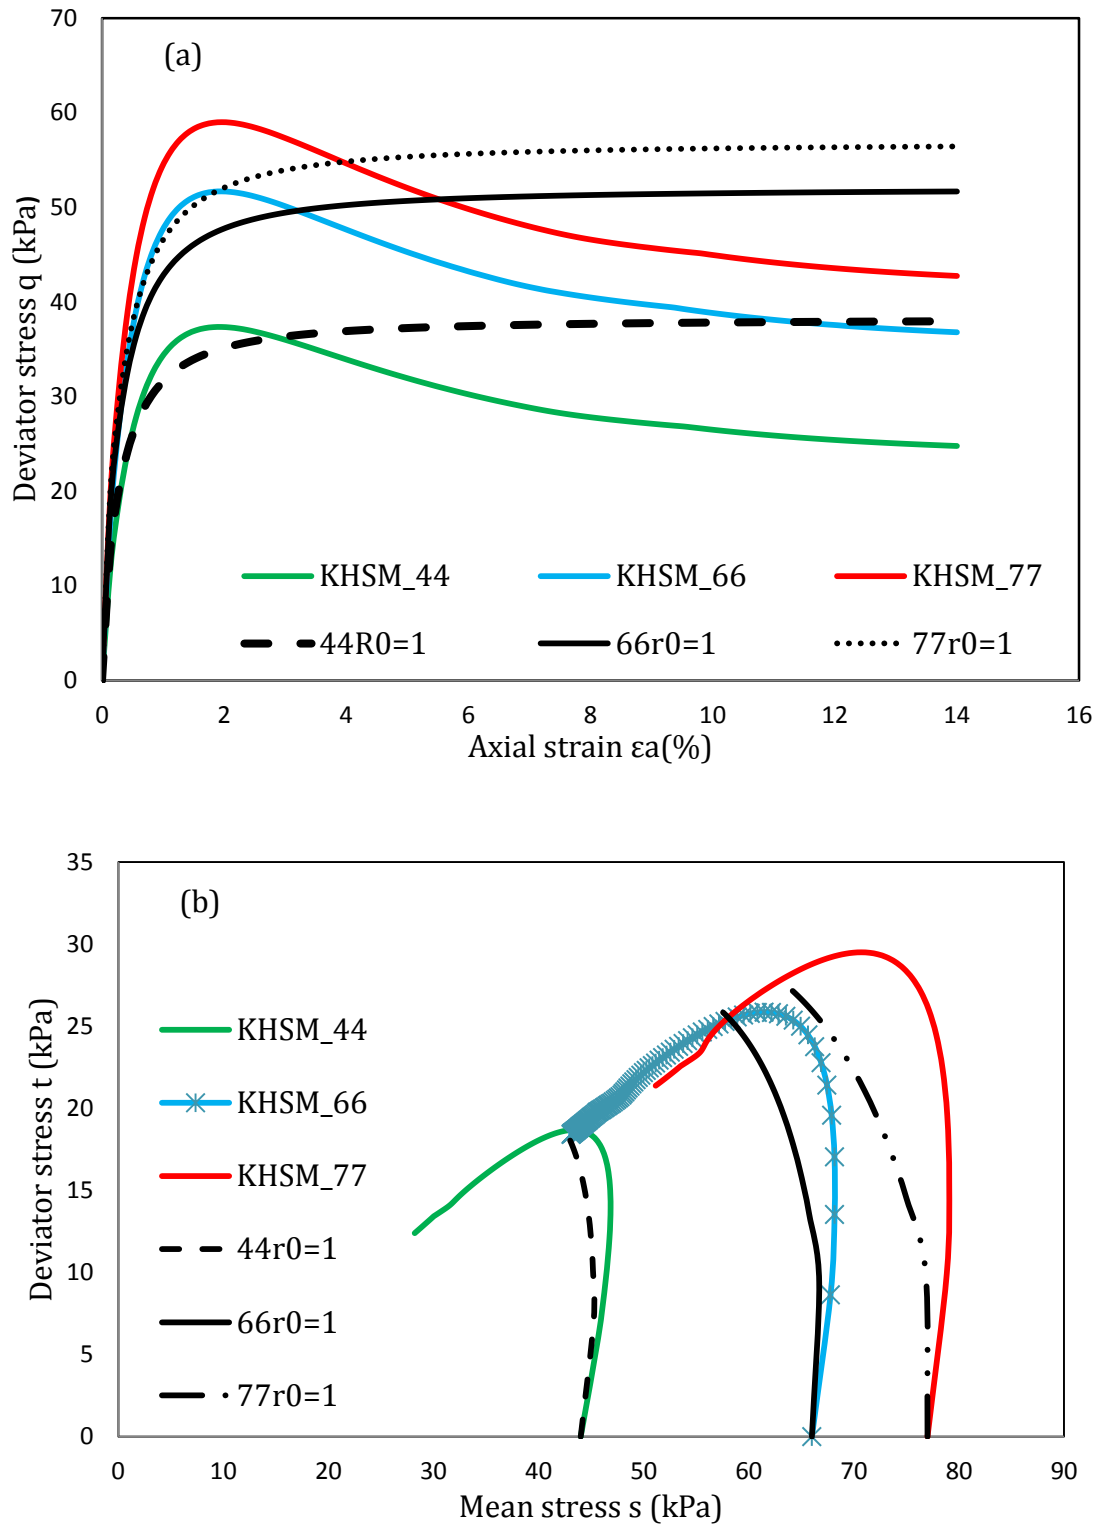 70
(a)
60
50
40
30
20
10
0
Deviator stress q (kPa)
KHSM_44 KHSM_66 KHSM_77
44R0=1 66r0=1 77r0=1
0 2 4 6 8 10 12 14 16
Axial strain εa(%)
35
(b)
30
25
20
15
10
5
0
Deviator stress t (kPa)
KHSM_44
KHSM_66
KHSM_77
44r0=1
66r0=1
77r0=1
0 10 20 30 40 50 60 70 80 90
Mean stress s (kPa)